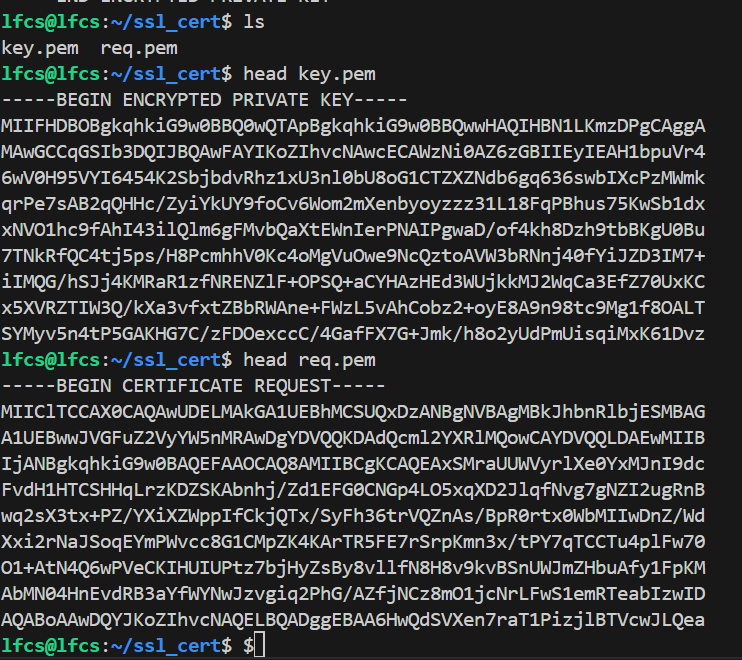 lfcs@lfcs:~/ssl_cert$ ls
key.pem  req.pem
lfcs@lfcs:~/ssl_cert$ head key.pem
-----BEGIN ENCRYPTED PRIVATE KEY-----
MIIFHDBOBgkqhkiG9w0BBQ0wQTApBgkqhkiG9w0BBQwwHAQIHBN1LKmzDPgCAggA
MAwGCCqGSIb3DQIJBQAwFAYIKoZIhvcNAwcECAWzNi0AZ6zGBIIEyIEAH1bpuVr4
6wV0H95VYI6454K2SbjbdvRhz1xU3nl0bU8oG1CTZXZNdb6gq636swbIXcPzMWmk
qrPe7sAB2qQHHc/ZyiYkUY9foCv6Wom2mXenbyoyzzz31L18FqPBhus75KwSb1dx
xNVO1hc9fAhI43ilQlm6gFMvbQaXtEWnIerPNAIPgwaD/of4kh8Dzh9tbBKgU0Bu
7TNkRfQC4tj5ps/H8PcmhhV0Kc4oMgVuOwe9NcQztoAVW3bRNnj40fYiJZD3IM7+
iIMQG/hSJj4KMRaR1zfNRENZlF+OPSQ+aCYHAzHEd3WUjkkMJ2WqCa3EfZ70UxKC
x5XVRZTIW3Q/kXa3vfxtZBbRWAne+FWzL5vAhCobz2+oyE8A9n98tc9Mg1f8OALT
SYMyv5n4tP5GAKHG7C/zFDOexccC/4GafFX7G+Jmk/h8o2yUdPmUisqiMxK61Dvz
lfcs@lfcs:~/ssl_cert$ head req.pem
-----BEGIN CERTIFICATE REQUEST-----
MIIClTCCAX0CAQAwUDELMAkGA1UEBhMCSUQxDzANBgNVBAgMBkJhbnRlbjESMBAG
A1UEBwwJVGFuZ2VyYW5nMRAwDgYDVQQKDAdQcml2YXRlMQowCAYDVQQLDAEwMIIB
IjANBgkqhkiG9w0BAQEFAAOCAQ8AMIIBCgKCAQEAxSMraUUWVyrlXe0YxMJnI9dc
FvdH1HTCSHHqLrzKDZSKAbnhj/Zd1EFG0CNGp4LO5xqXD2JlqfNvg7gNZI2ugRnB
wq2sX3tx+PZ/YXiXZWppIfCkjQTx/SyFh36trVQZnAs/BpR0rtx0WbMIIwDnZ/Wd
Xxi2rNaJSoqEYmPWvcc8G1CMpZK4KArTR5FE7rSrpKmn3x/tPY7qTCCTu4plFw70
O1+AtN4Q6wPVeCKIHUIUPtz7bjHyZsBy8vllfN8H8v9kvBSnUWJmZHbuAfy1FpKM
AbMN04HnEvdRB3aYfWYNwJzvgiq2PhG/AZfjNCz8mO1jcNrLFwS1emRTeabIzwID
AQABoAAwDQYJKoZIhvcNAQELBQADggEBAA6HwQdSVXen7raT1PizjlBTVcwJLQea
lfcs@lfcs:~/ssl_cert$ $